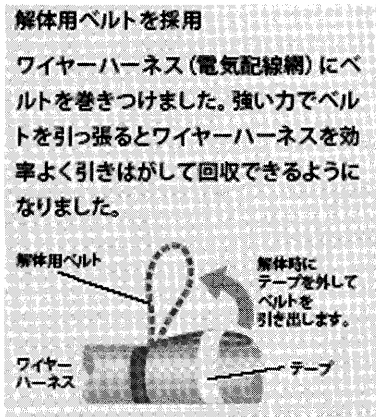 解体用ベルトを採用
ワイヤーハーネス(電気配線網)にベ
ルトを巻きつけました。強い力でベル
トを引っ張るとワイヤーハーネスを効
率よく引きはがして回収できるように
なりました。
解体用ベルト
解体時に
テープを外して
ベルトを
引き出します。
ワイヤー
ハーネス
テープ